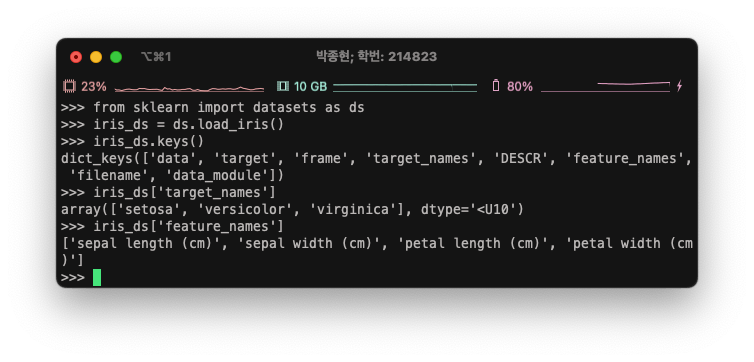 ⌥⌘1 박종현; 학번: 214823
23% 10 GB 80%
>>> from sklearn import datasets as ds
>>> iris_ds = ds.load_iris()
>>> iris_ds.keys()
dict_keys(['data', 'target', 'frame', 'target_names', 'DESCR', 'feature_names',
 'filename', 'data_module'])
>>> iris_ds['target_names']
array(['setosa', 'versicolor', 'virginica'], dtype='<U10')
>>> iris_ds['feature_names']
['sepal length (cm)', 'sepal width (cm)', 'petal length (cm)', 'petal width (cm
)']
>>>